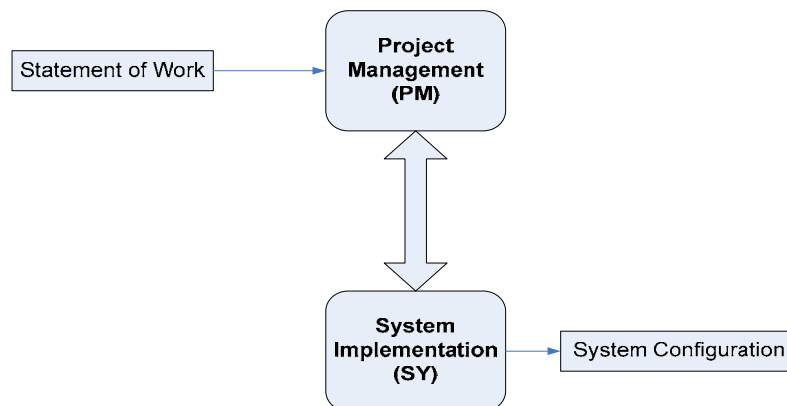 Project
Management
(PM)
Statement of Work
System
Implementation
(SY)
System Configuration